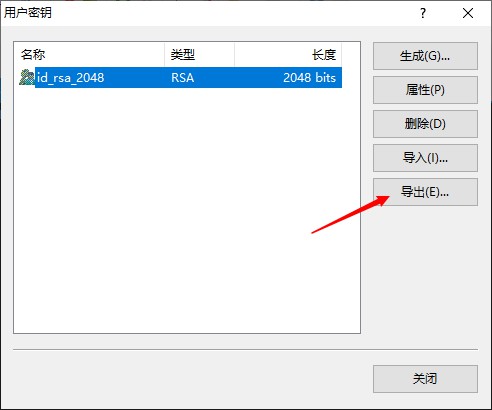 用户密钥
名称 类型 长度
id_rsa_2048 RSA 2048 bits
生成(G)...
属性(P)
删除(D)
导入(I)...
导出(E)...
关闭